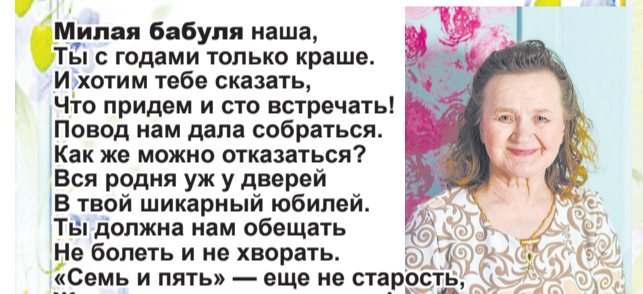 Милая бабуля наша,
Ты с годами только краше.
И хотим тебе сказать,
Что придем и сто встречать!
Повод нам дала собраться.
Как же можно отказаться?
Вся родня уж у дверей
В твой шикарный юбилей.
Ты должна нам обещать
Не болеть и не хворать.
«Семь и пять» — еще не старость,